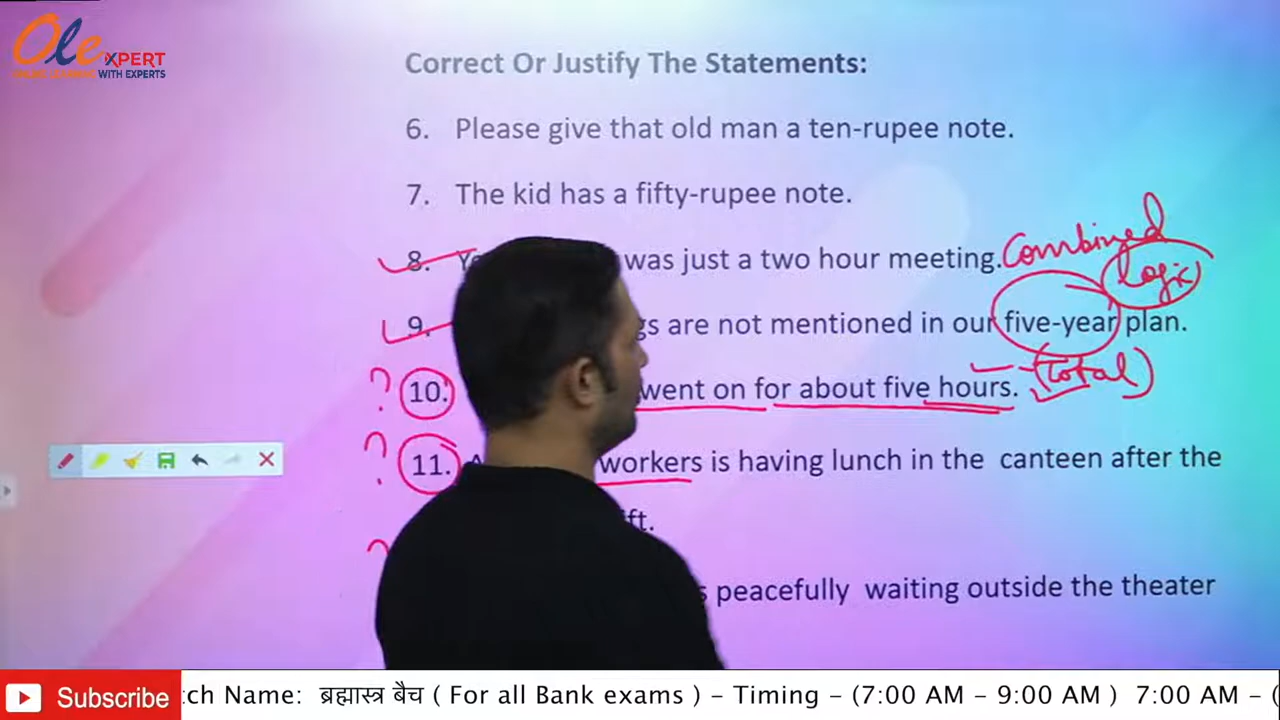 Ole
XPERT
ONLINE LEARNING WITH EXPERTS
Correct Or Justify The Statements:
6. Please give that old man a ten-rupee note.
7. The kid has a fifty-rupee note.
8. was just a two hour meeting. Combined
logic
9. are not mentioned in our five-year plan.
? 10. went on for about five hours. (total)
? 11. workers is having lunch in the canteen after the
?
peacefully waiting outside the theater
Subscribe
Name: ब्रह्मास्त्र बैच ( For all Bank exams ) – Timing – (7:00 AM – 9:00 AM ) 7:00 AM – (